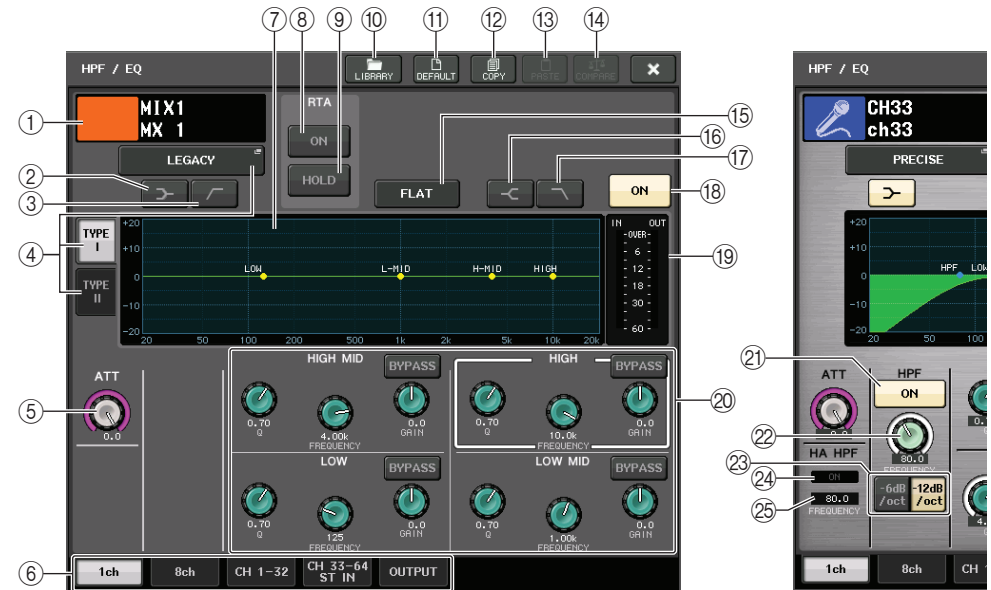 ⑦ ⑧ ⑨ ⑩ ⑪ ⑫ ⑬ ⑭
HPF / EQ
LIBRARY DEFAULT COPY PASTE COMPARE ×
MIX1
MX 1
①
RTA
ON
HOLD
LEGACY
②
③
④
FLAT
⑮
⑯
⑰
ON
⑱
TYPE
I
TYPE
II
+20
+10
0
-10
-20
LOW L-MID H-MID HIGH
20 50 100 200 500 1k 2k 5k 10k 20k
IN OUT
-OVER-
- 6 -
- 12 -
- 18 -
- 30 -
- 60 -
⑲
ATT
⑤
0.0
HIGH MID
BYPASS
0.70
Q
4.00k
FREQUENCY
0.0
GAIN
HIGH
BYPASS
0.70
Q
10.0k
FREQUENCY
0.0
GAIN
⑳
LOW
BYPASS
0.70
Q
125
FREQUENCY
0.0
GAIN
LOW MID
BYPASS
0.70
Q
1.00k
FREQUENCY
0.0
GAIN
⑥
1ch 8ch CH 1-32 CH 33-64
ST IN OUTPUT
HPF / EQ
CH33
ch33
PRECISE
+20
+10
0
-10
-20
HPF LOW
20 50 100
㉑
ATT
0.0
HPF
ON
㉒
80.0
FREQUENCY
㉓
HA HPF
㉔
ON
㉕
80.0
FREQUENCY
-6dB
/oct
-12dB
/oct
1ch 8ch CH